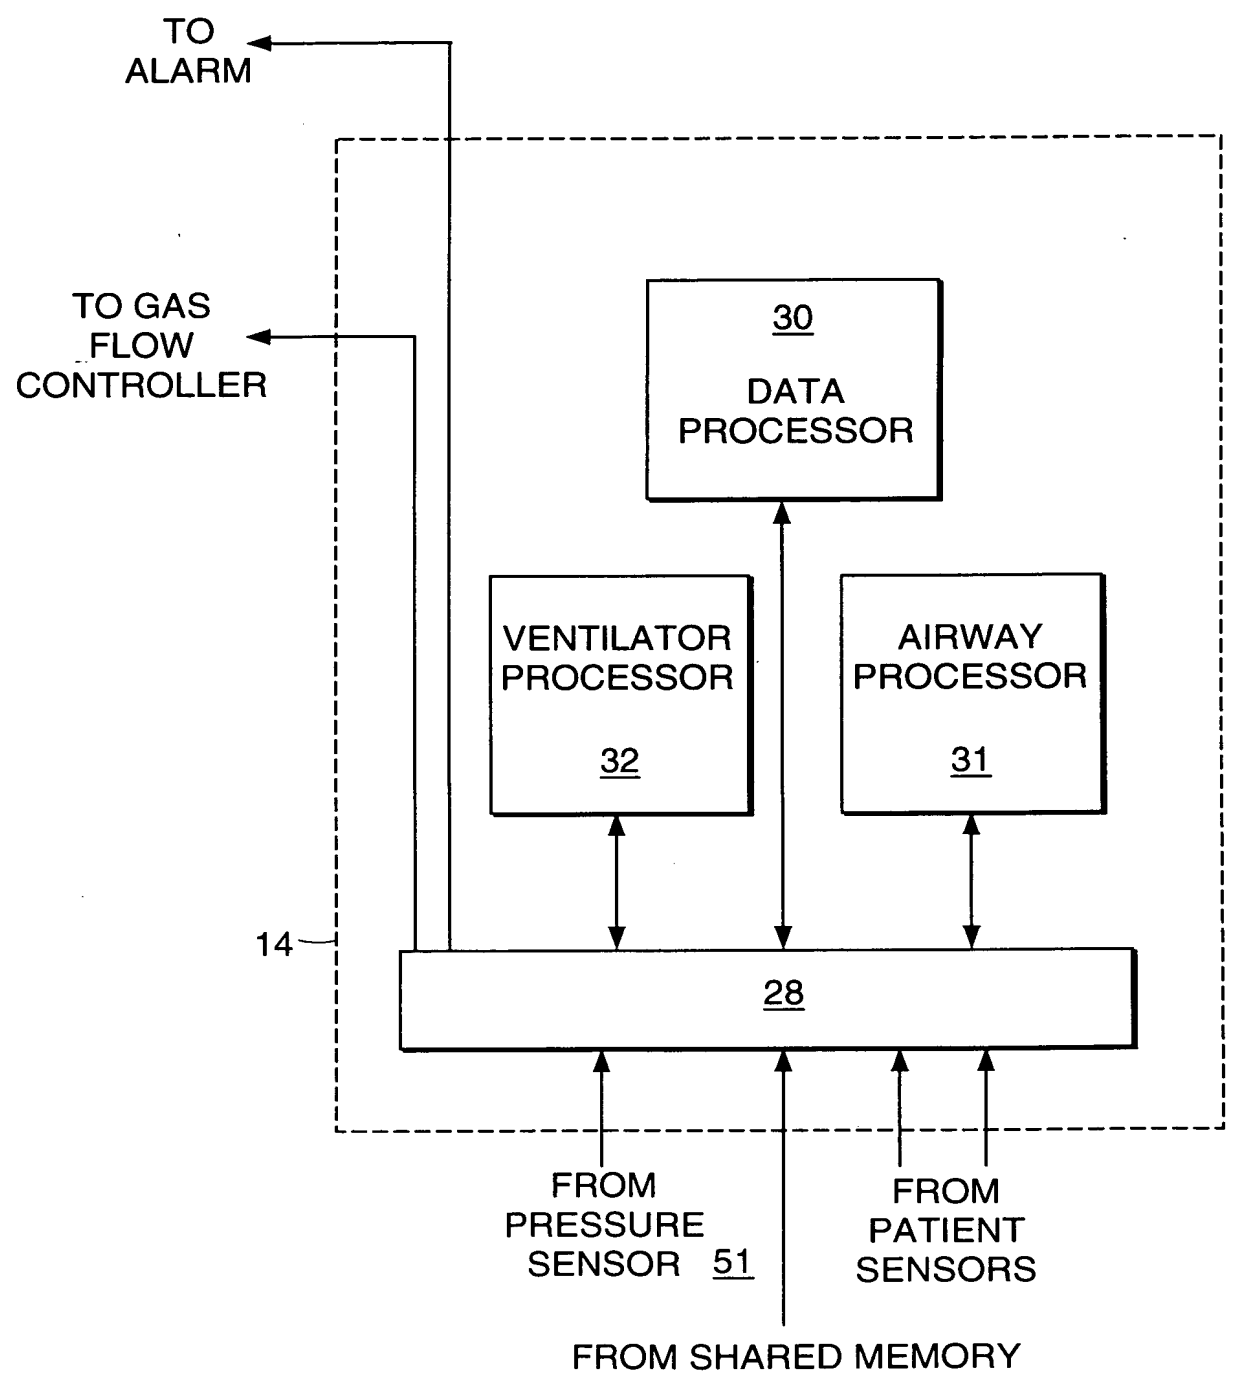 TO
ALARM
TO GAS
FLOW
CONTROLLER
30
DATA
PROCESSOR
VENTILATOR
PROCESSOR
32
AIRWAY
PROCESSOR
31
14
28
FROM
PRESSURE
SENSOR 51
FROM
PATIENT
SENSORS
FROM SHARED MEMORY